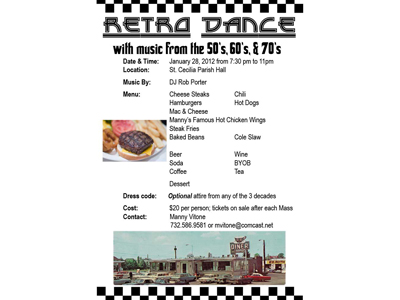 RETRO DANCE
with music from the 50's, 60's, & 70's
Date & Time: January 28, 2012 from 7:30 pm to 11pm
Location: St. Cecilia Parish Hall
Music By: DJ Rob Porter
Menu: Cheese Steaks Chili
Hamburgers Hot Dogs
Mac & Cheese
Manny's Famous Hot Chicken Wings
Steak Fries
Baked Beans Cole Slaw
Beer Wine
Soda BYOB
Coffee Tea
Dessert
Dress code: Optional attire from any of the 3 decades
Cost: $20 per person; tickets on sale after each Mass
Contact: Manny Vitone
732.586.9581 or mvitone@comcast.net
DINER